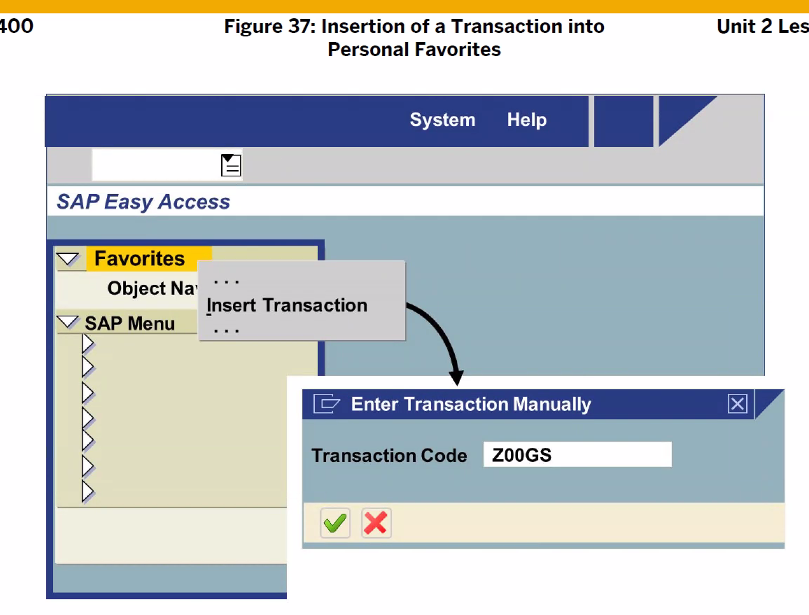 400
Figure 37: Insertion of a Transaction into
Personal Favorites
Unit 2 Les
System Help
SAP Easy Access
Favorites
Object Na
SAP Menu
. . .
Insert Transaction
. . .
Enter Transaction Manually
Transaction Code Z00GS